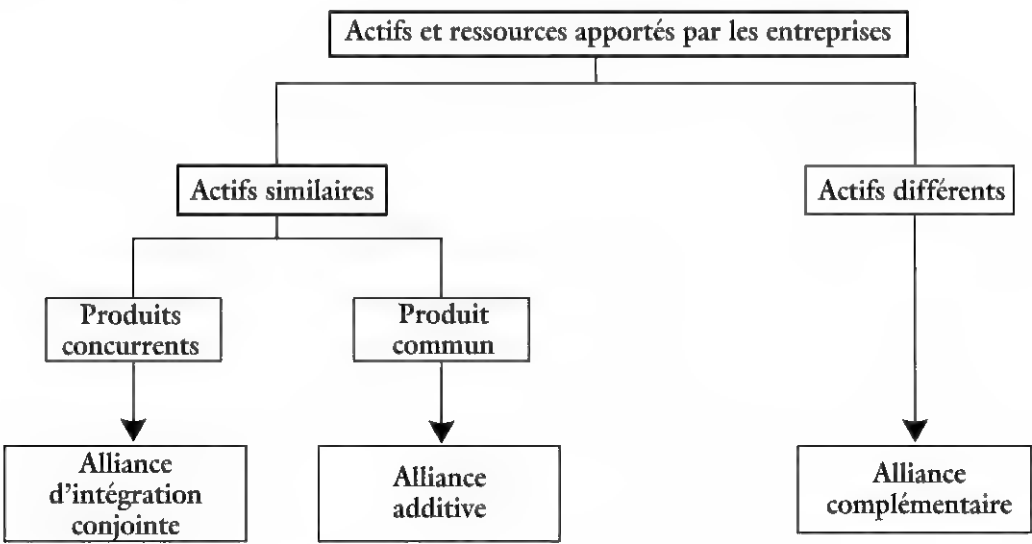 Actifs et ressources apportés par les entreprises
Actifs similaires
Actifs différents
Produits
concurrents
Produit
commun
Alliance
d'intégration
conjointe
Alliance
additive
Alliance
complémentaire